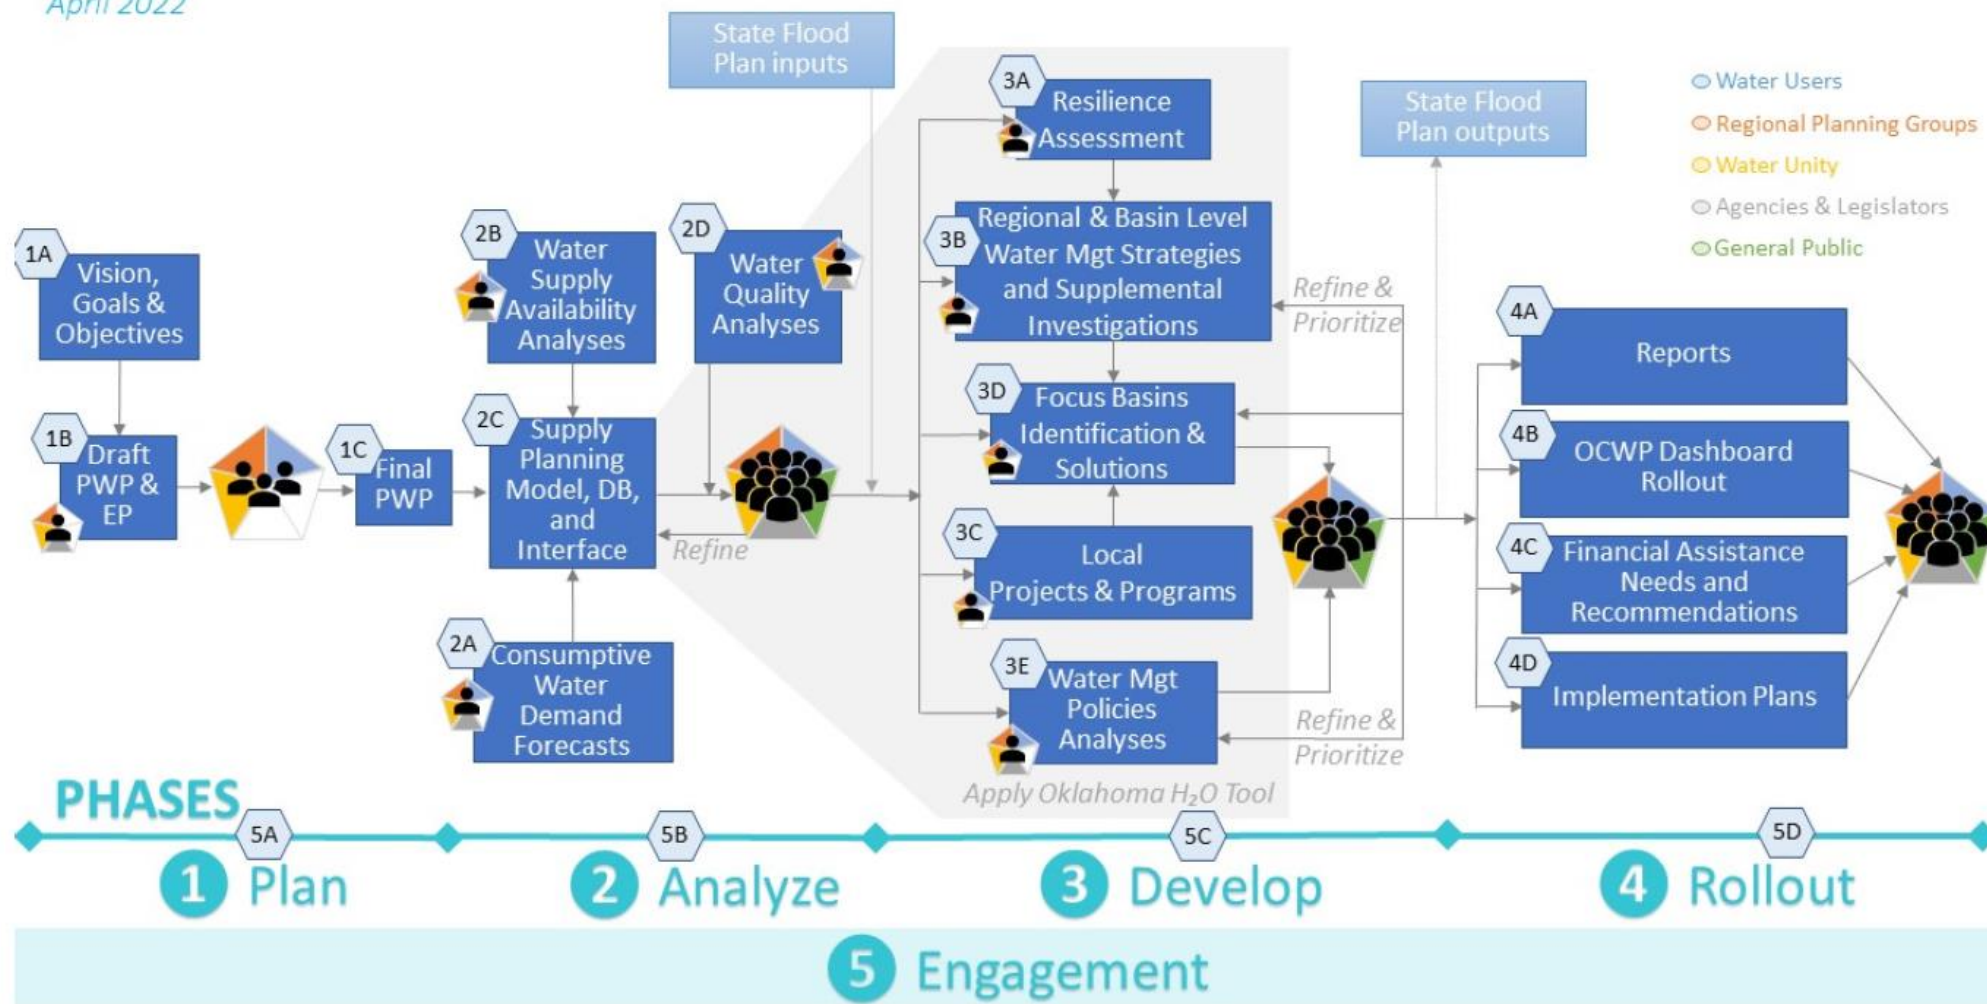 April 2022
State Flood
Plan inputs
State Flood
Plan outputs
Water Users
Regional Planning Groups
Water Unity
Agencies & Legislators
General Public
1A
Vision,
Goals &
Objectives
1B
Draft
PWP &
EP
1C
Final
PWP
2B
Water
Supply
Availability
Analyses
2C
Supply
Planning
Model, DB,
and
Interface
2A
Consumptive
Water
Demand
Forecasts
2D
Water
Quality
Analyses
Refine
3A
Resilience
Assessment
3B
Regional & Basin Level
Water Mgt Strategies
and Supplemental
Investigations
3D
Focus Basins
Identification &
Solutions
3C
Local
Projects & Programs
3E
Water Mgt
Policies
Analyses
Refine &
Prioritize
Refine &
Prioritize
Apply Oklahoma H₂O Tool
4A
Reports
4B
OCWP Dashboard
Rollout
4C
Financial Assistance
Needs and
Recommendations
4D
Implementation Plans
PHASES
5A
5B
5C
5D
1 Plan
2 Analyze
3 Develop
4 Rollout
5 Engagement